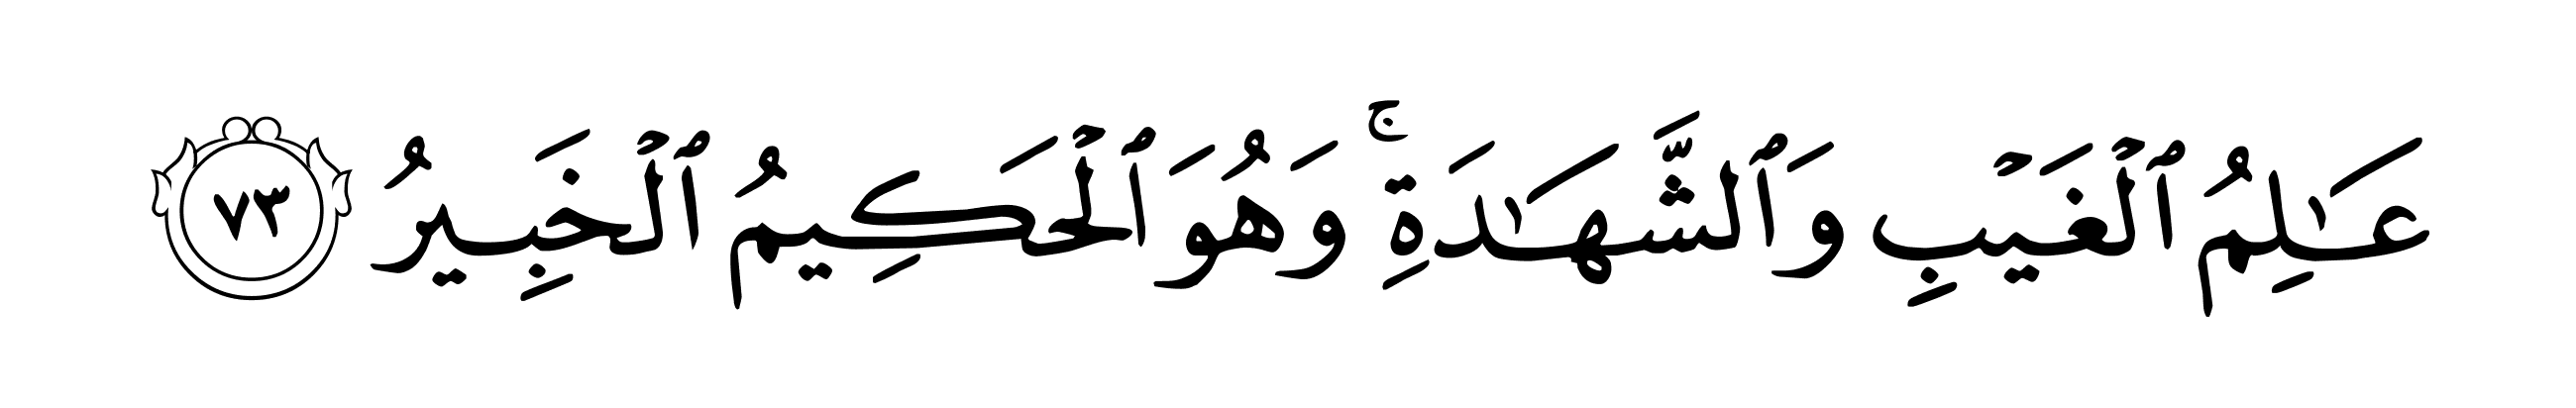 عَٰلِمُ ٱلۡغَيۡبِ وَٱلشَّهَٰدَةِۚ وَهُوَ ٱلۡحَكِيمُ ٱلۡخَبِيرُ ٧٣